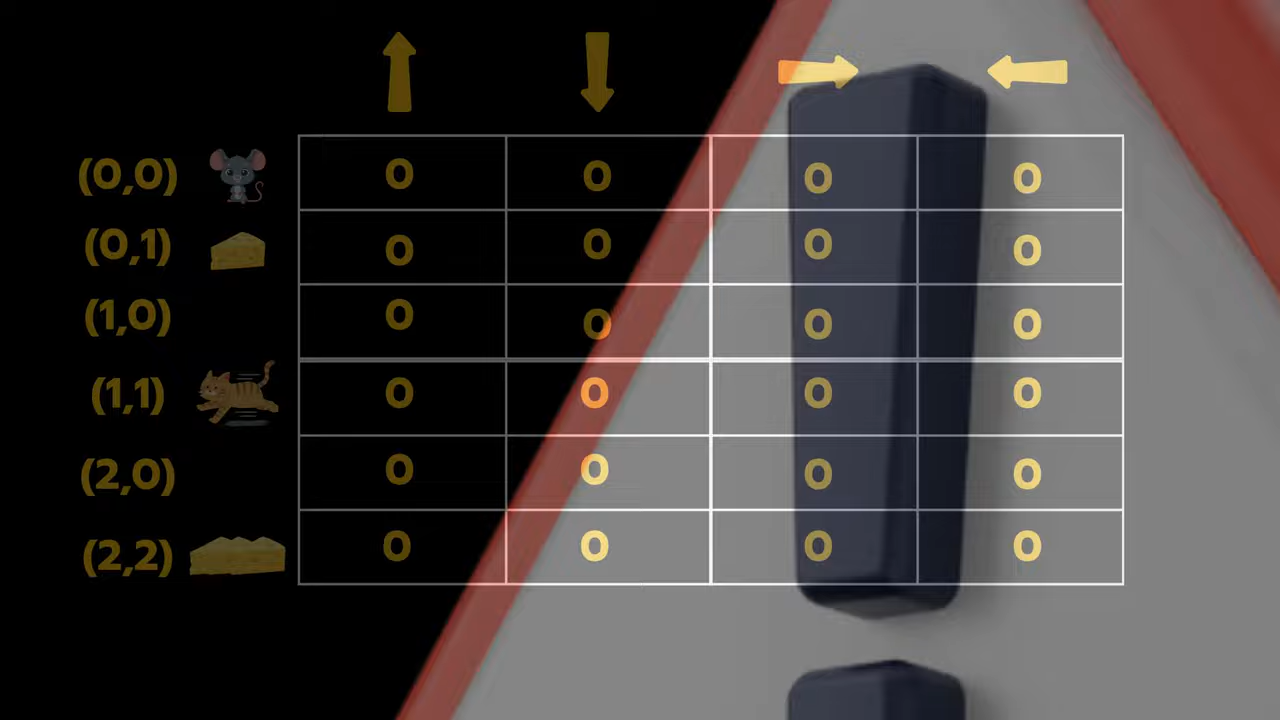 (0,0) 0 0 0 0
(0,1) 0 0 0 0
(1,0) 0 0 0 0
(1,1) 0 0 0 0
(2,0) 0 0 0 0
(2,2) 0 0 0 0